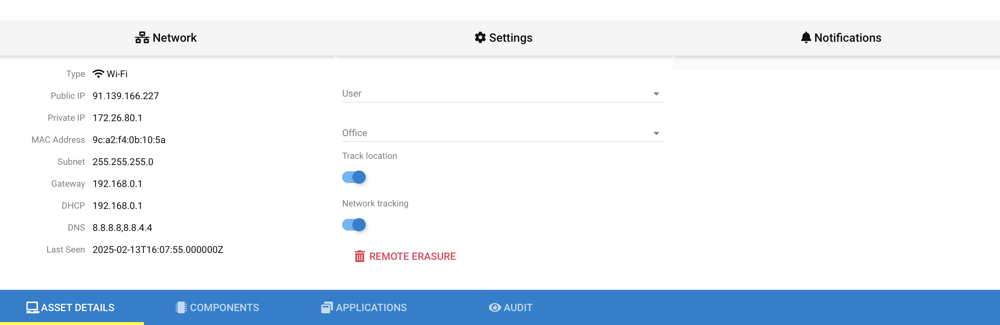 Network
Settings
Notifications
Type Wi-Fi
Public IP 91.139.166.227
Private IP 172.26.80.1
MAC Address 9c:a2:f4:0b:10:5a
Subnet 255.255.255.0
Gateway 192.168.0.1
DHCP 192.168.0.1
DNS 8.8.8.8,8.8.4.4
Last Seen 2025-02-13T16:07:55.000000Z
User
Office
Track location
Network tracking
REMOTE ERASURE
ASSET DETAILS
COMPONENTS
APPLICATIONS
AUDIT